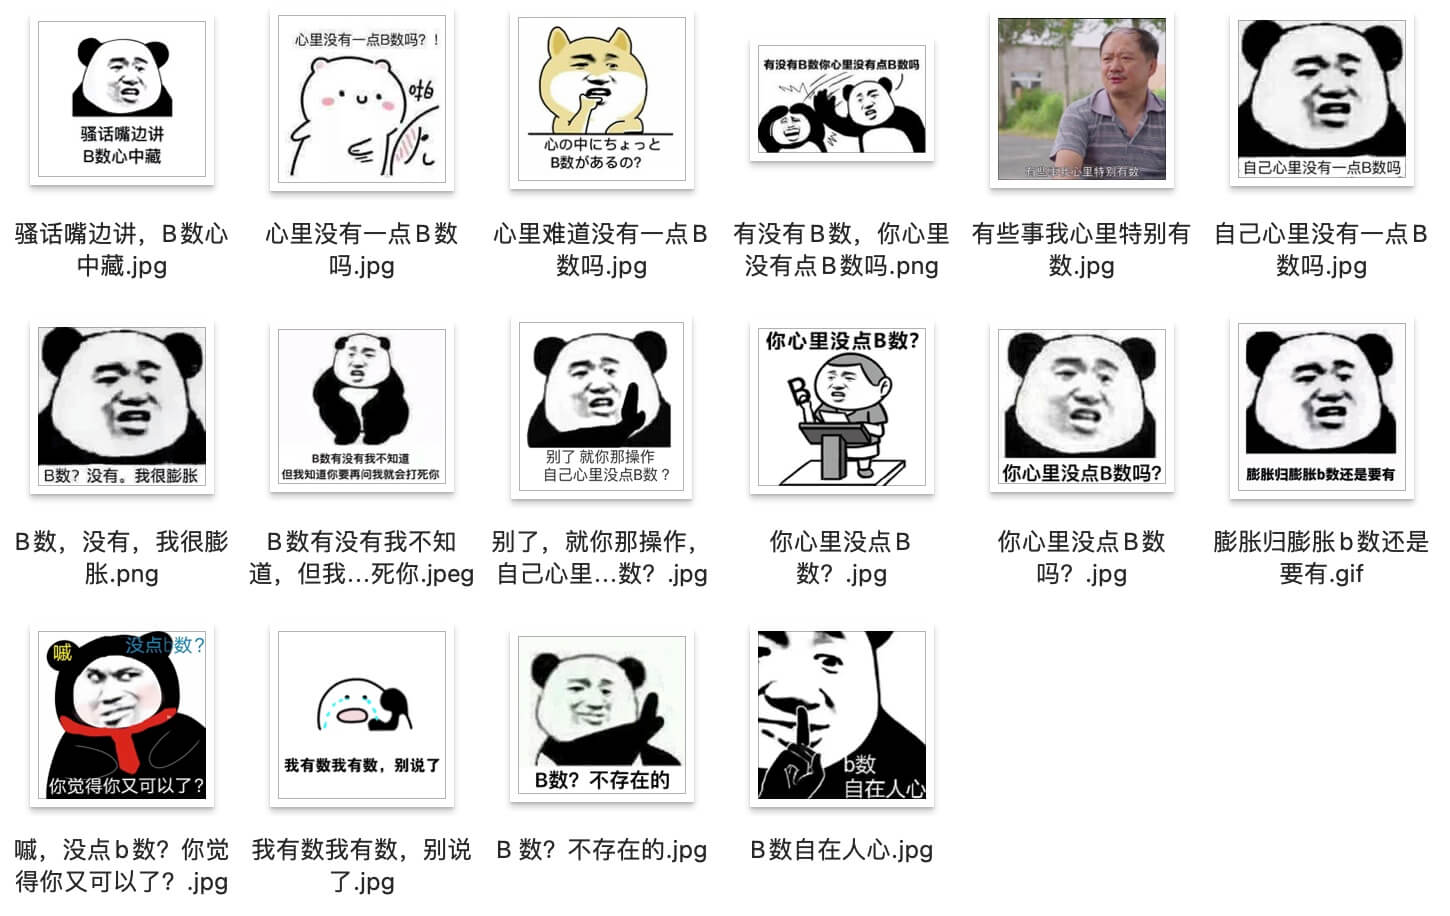 骚话嘴边讲
B数心中藏
心里没有一点B数吗？！
啪
心の中にちょっと
B数があるの?
有没有B数你心里没有点B数吗
有些事我心里特别有数
自己心里没有一点B数吗
骚话嘴边讲，B数心
中藏.jpg
心里没有一点B数
吗.jpg
心里难道没有一点B
数吗.jpg
有没有B数，你心里
没有点B数吗.png
有些事我心里特别有
数.jpg
自己心里没有一点B
数吗.jpg
B数？没有。我很膨胀
B数有没有我不知道
但我知道你要再问我就会打死你
别了 就你那操作
自己心里没点B数？
你心里没点B数?
B
你心里没点B数吗?
膨胀归膨胀b数还是要有
B数，没有，我很膨
胀.png
B数有没有我不知
道，但我...死你.jpeg
别了，就你那操作，
自己心里...数？.jpg
你心里没点B
数？.jpg
你心里没点B数
吗？.jpg
膨胀归膨胀b数还是
要有.gif
嘁
没点b数？
你觉得你又可以了？
我有数我有数，别说了
B数？不存在的
b数
自在人心
嘁，没点b数？你觉
得你又可以了？.jpg
我有数我有数，别说
了.jpg
B数？不存在的.jpg
B数自在人心.jpg